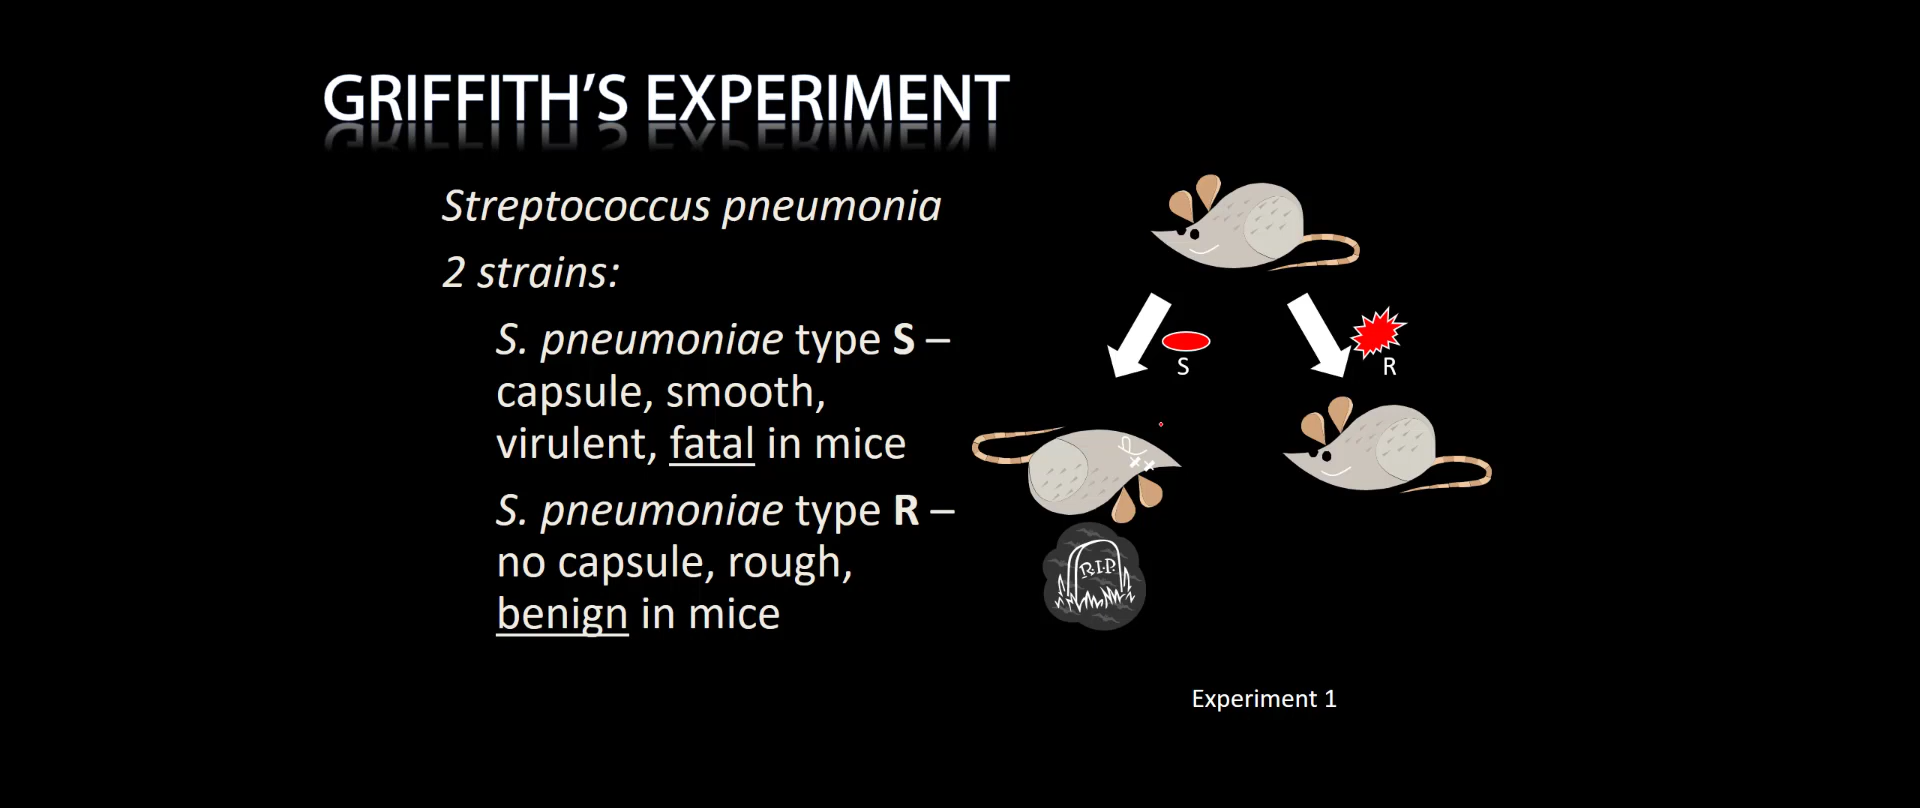 GRIFFITH’S EXPERIMENT
Streptococcus pneumonia
2 strains:
S. pneumoniae type S –
capsule, smooth,
virulent, fatal in mice
S. pneumoniae type R –
no capsule, rough,
benign in mice
S
R
R.I.P.
Experiment 1